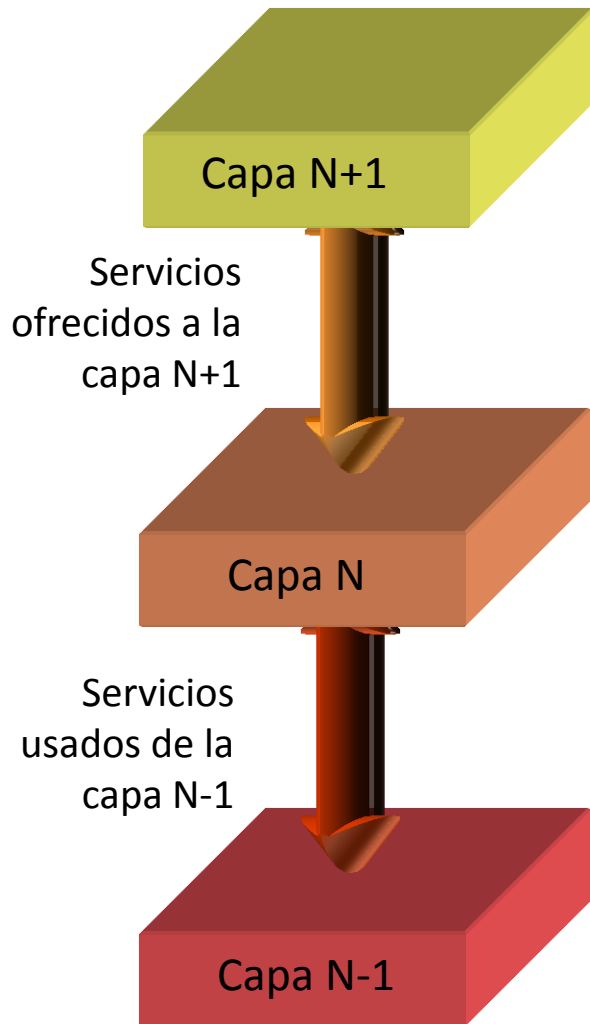 Capa N+1
Servicios
ofrecidos a la
capa N+1
Capa N
Servicios
usados de la
capa N-1
Capa N-1